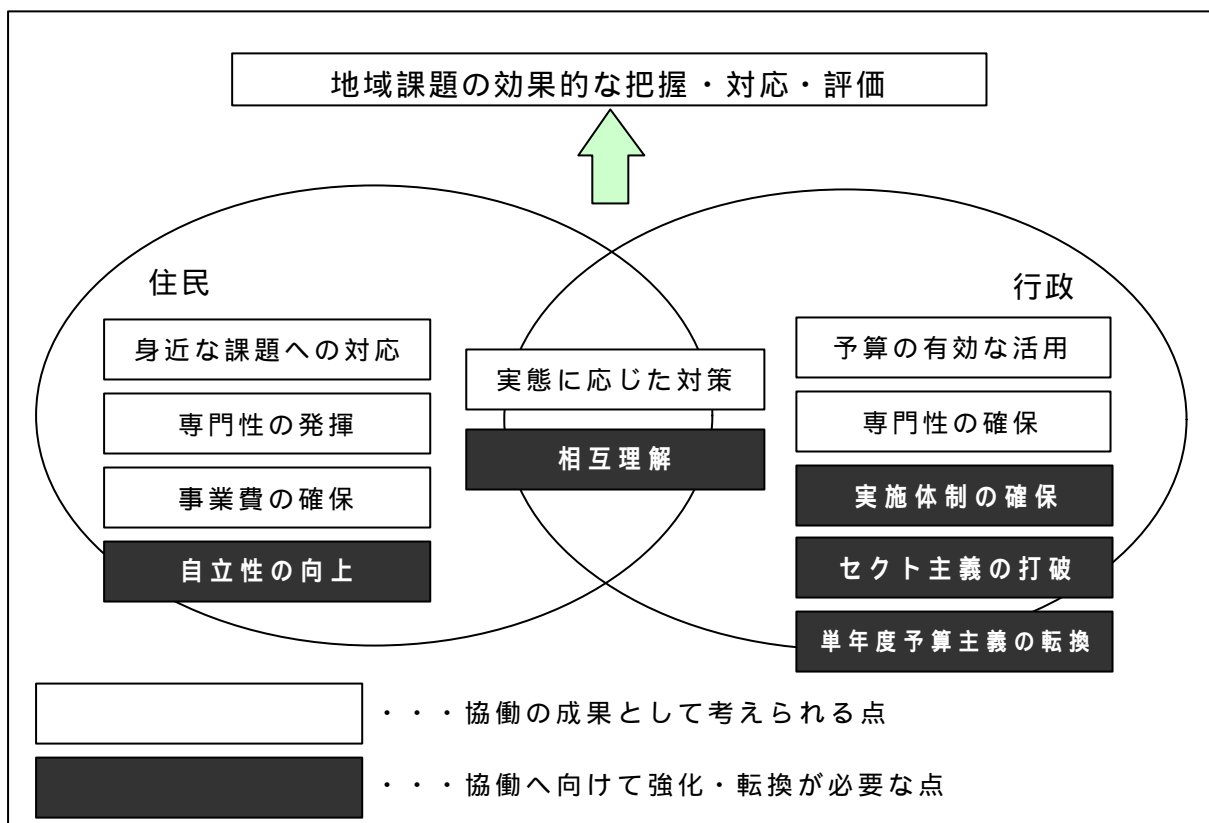 地域課題の効果的な把握・対応・評価
住民
身近な課題への対応
専門性の発揮
事業費の確保
自立性の向上
実態に応じた対策
相互理解
行政
予算の有効な活用
専門性の確保
実施体制の確保
セクト主義の打破
単年度予算主義の転換
・・・協働の成果として考えられる点
・・・協働へ向けて強化・転換が必要な点